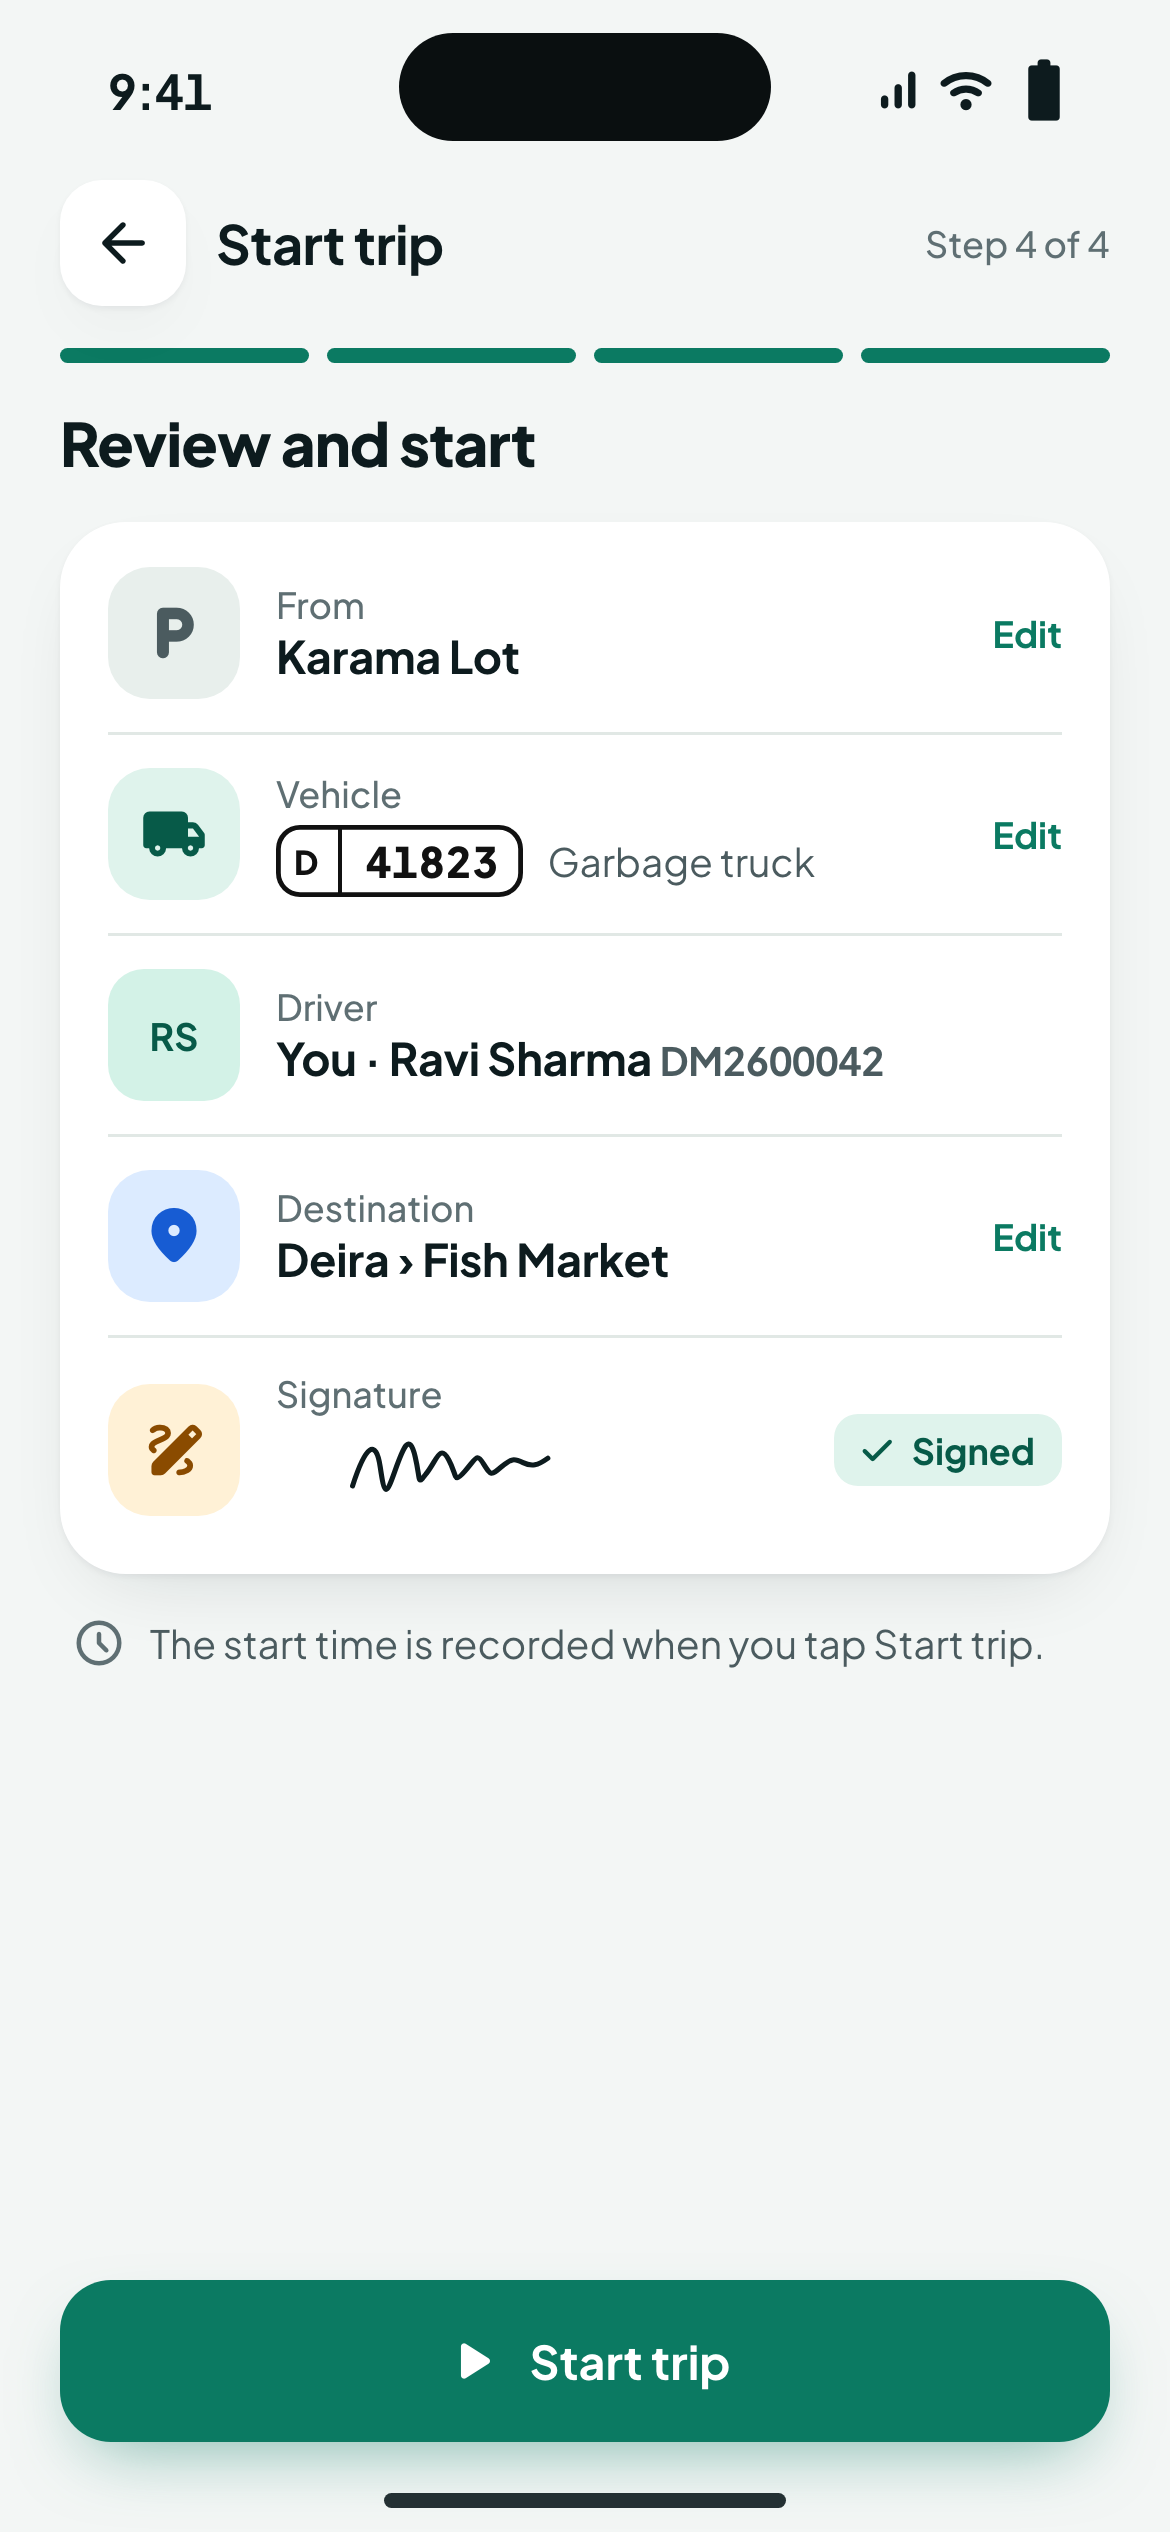 9:41
Start trip
Step 4 of 4
Review and start
P
From
Karama Lot
Edit
Vehicle
D 41823 Garbage truck
Edit
RS
Driver
You · Ravi Sharma DM2600042
Destination
Deira › Fish Market
Edit
Signature
Signed
The start time is recorded when you tap Start trip.
Start trip